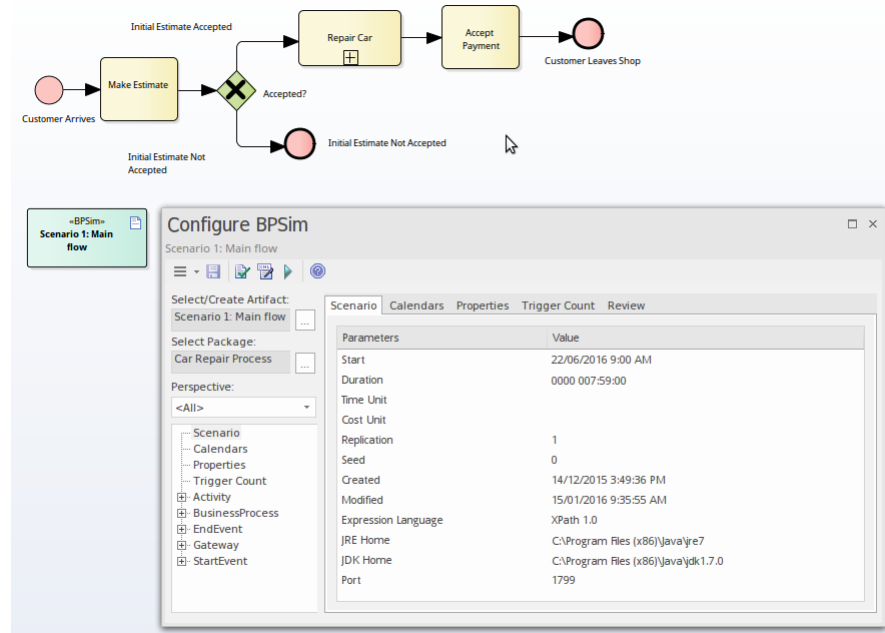 Initial Estimate Accepted
Repair Car
Accept
Payment
Customer Leaves Shop
Make Estimate
Accepted?
Customer Arrives
Initial Estimate Not Accepted
Initial Estimate Not
Accepted
«BPSim»
Scenario 1: Main
flow
Configure BPSim
Scenario 1: Main flow
Select/Create Artifact:
Scenario 1: Main flow
...
Select Package:
Car Repair Process
...
Perspective:
<All>
Scenario
Calendars
Properties
Trigger Count
Activity
BusinessProcess
EndEvent
Gateway
StartEvent
Scenario Calendars Properties Trigger Count Review
Parameters Value
Start 22/06/2016 9:00 AM
Duration 0000 007:59:00
Time Unit
Cost Unit
Replication 1
Seed 0
Created 14/12/2015 3:49:36 PM
Modified 15/01/2016 9:35:55 AM
Expression Language XPath 1.0
JRE Home C:\Program Files (x86)\Java\jre7
JDK Home C:\Program Files (x86)\Java\jdk1.7.0
Port 1799